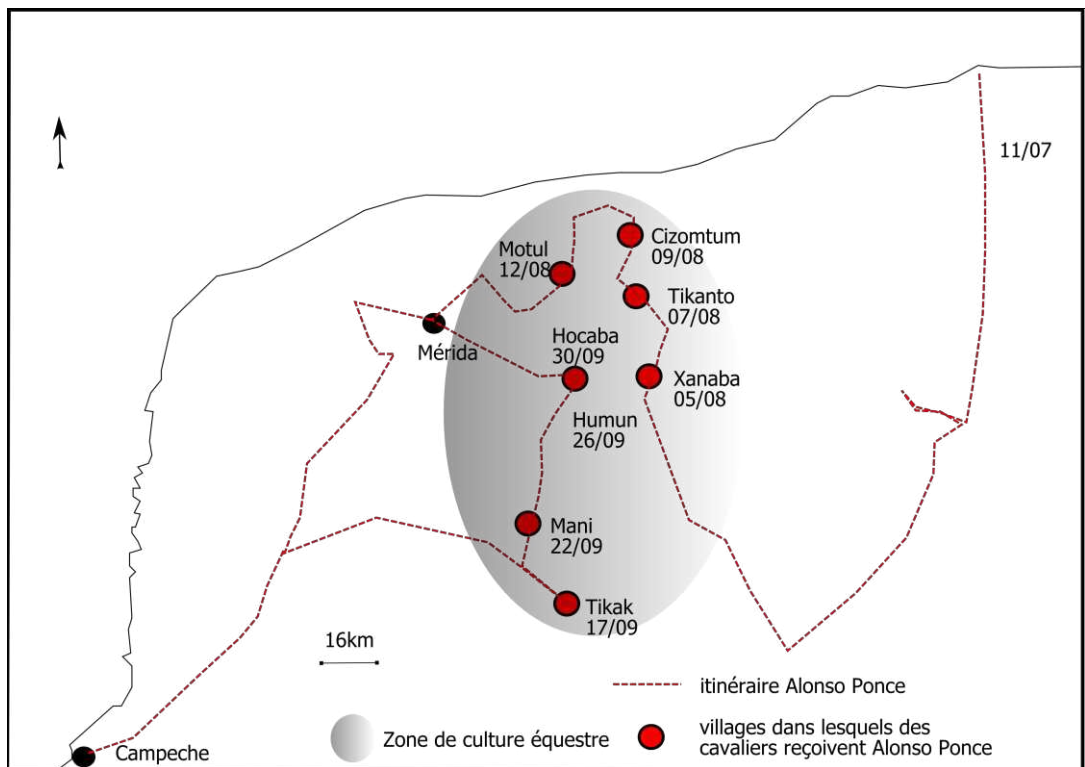 11/07
Cizomtum
09/08
Motul
12/08
Tikanto
07/08
Mérida
Hocaba
30/09
Xanaba
05/08
Humun
26/09
Mani
22/09
Tikak
17/09
16km
itinéraire Alonso Ponce
Zone de culture équestre
villages dans lesquels des
cavaliers reçoivent Alonso Ponce
Campeche